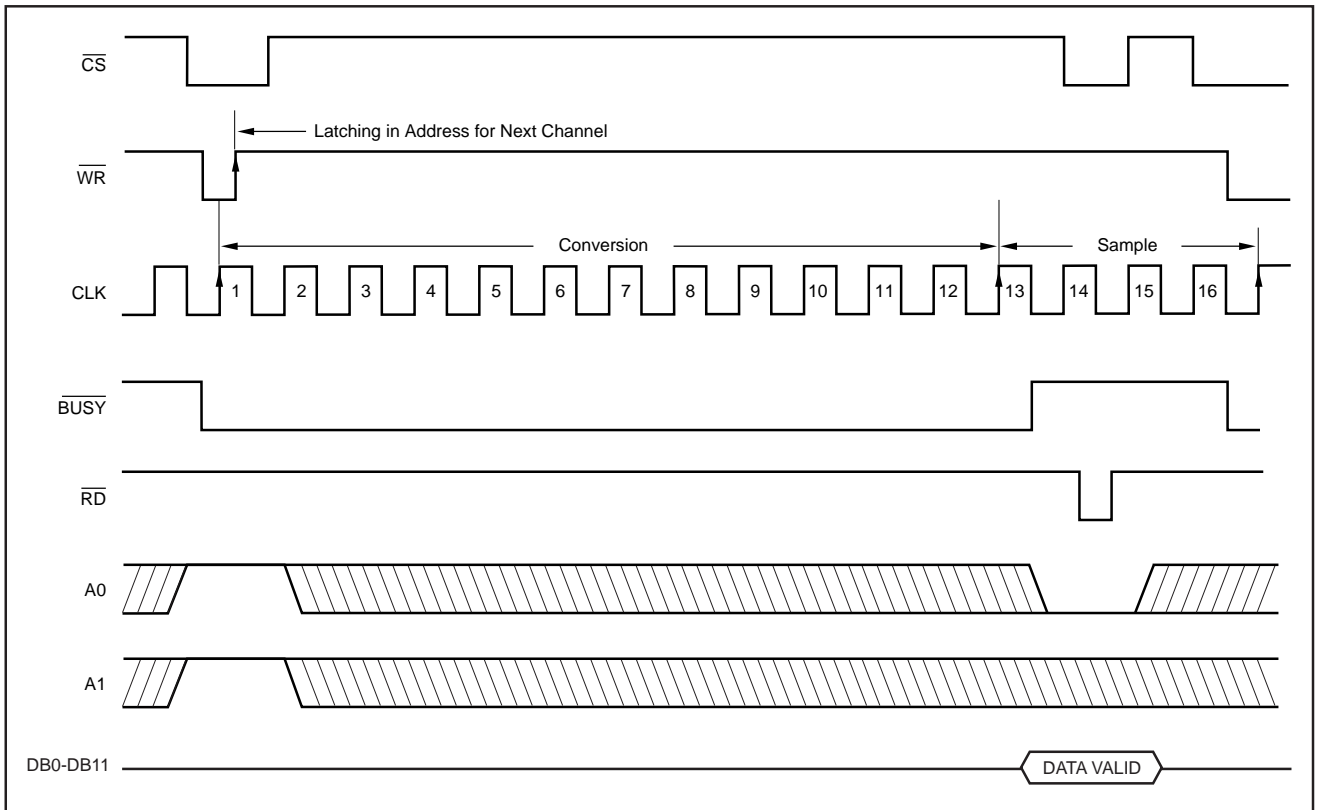 CS
Latching in Address for Next Channel
WR
Conversion
Sample
CLK
1 2 3 4 5 6 7 8 9 10 11 12 13 14 15 16
BUSY
RD
A0
A1
DB0-DB11
DATA VALID